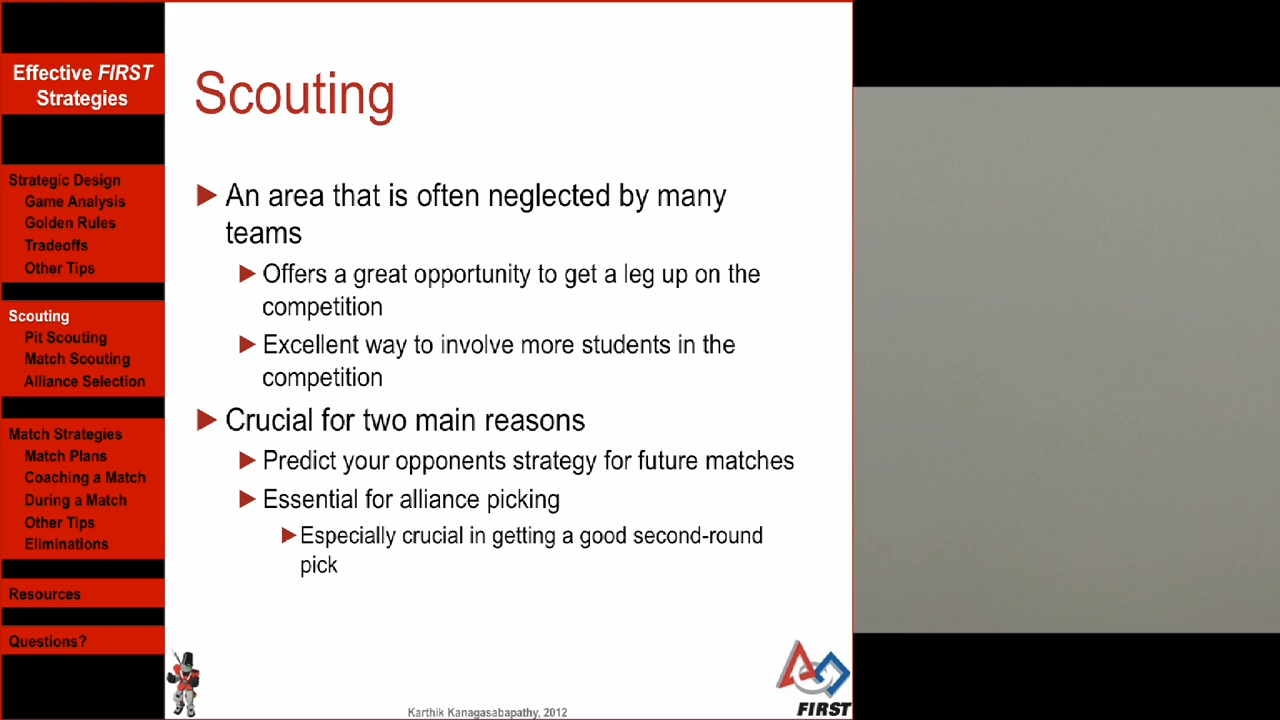 Effective FIRST
Strategies
Strategic Design
Game Analysis
Golden Rules
Tradeoffs
Other Tips
Scouting
Pit Scouting
Match Scouting
Alliance Selection
Match Strategies
Match Plans
Coaching a Match
During a Match
Other Tips
Eliminations
Resources
Questions?
Scouting
An area that is often neglected by many
teams
Offers a great opportunity to get a leg up on the
competition
Excellent way to involve more students in the
competition
Crucial for two main reasons
Predict your opponents strategy for future matches
Essential for alliance picking
Especially crucial in getting a good second-round
pick
Karthik Kanagasabapathy, 2012
FIRST